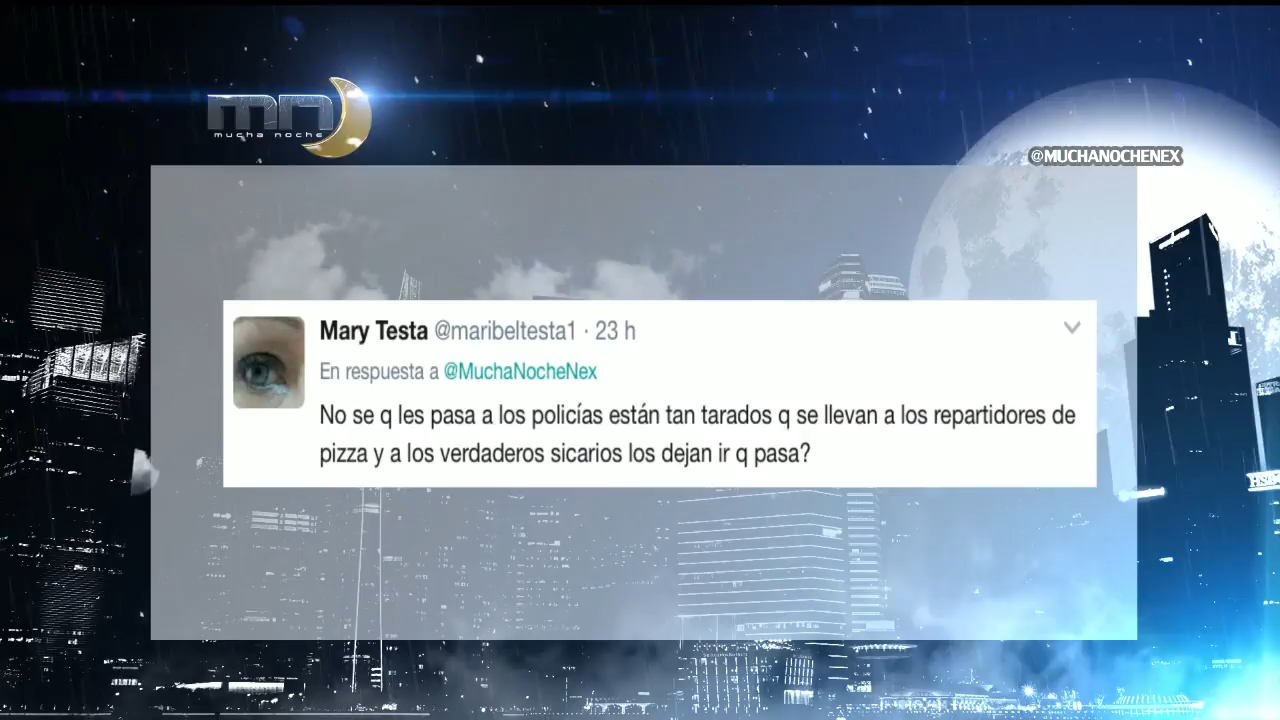 mn
mucha noche
@MUCHANOCHENEX
Mary Testa @maribeltesta1 · 23 h
En respuesta a @MuchaNocheNex
No se q les pasa a los policías están tan tarados q se llevan a los repartidores de
pizza y a los verdaderos sicarios los dejan ir q pasa?